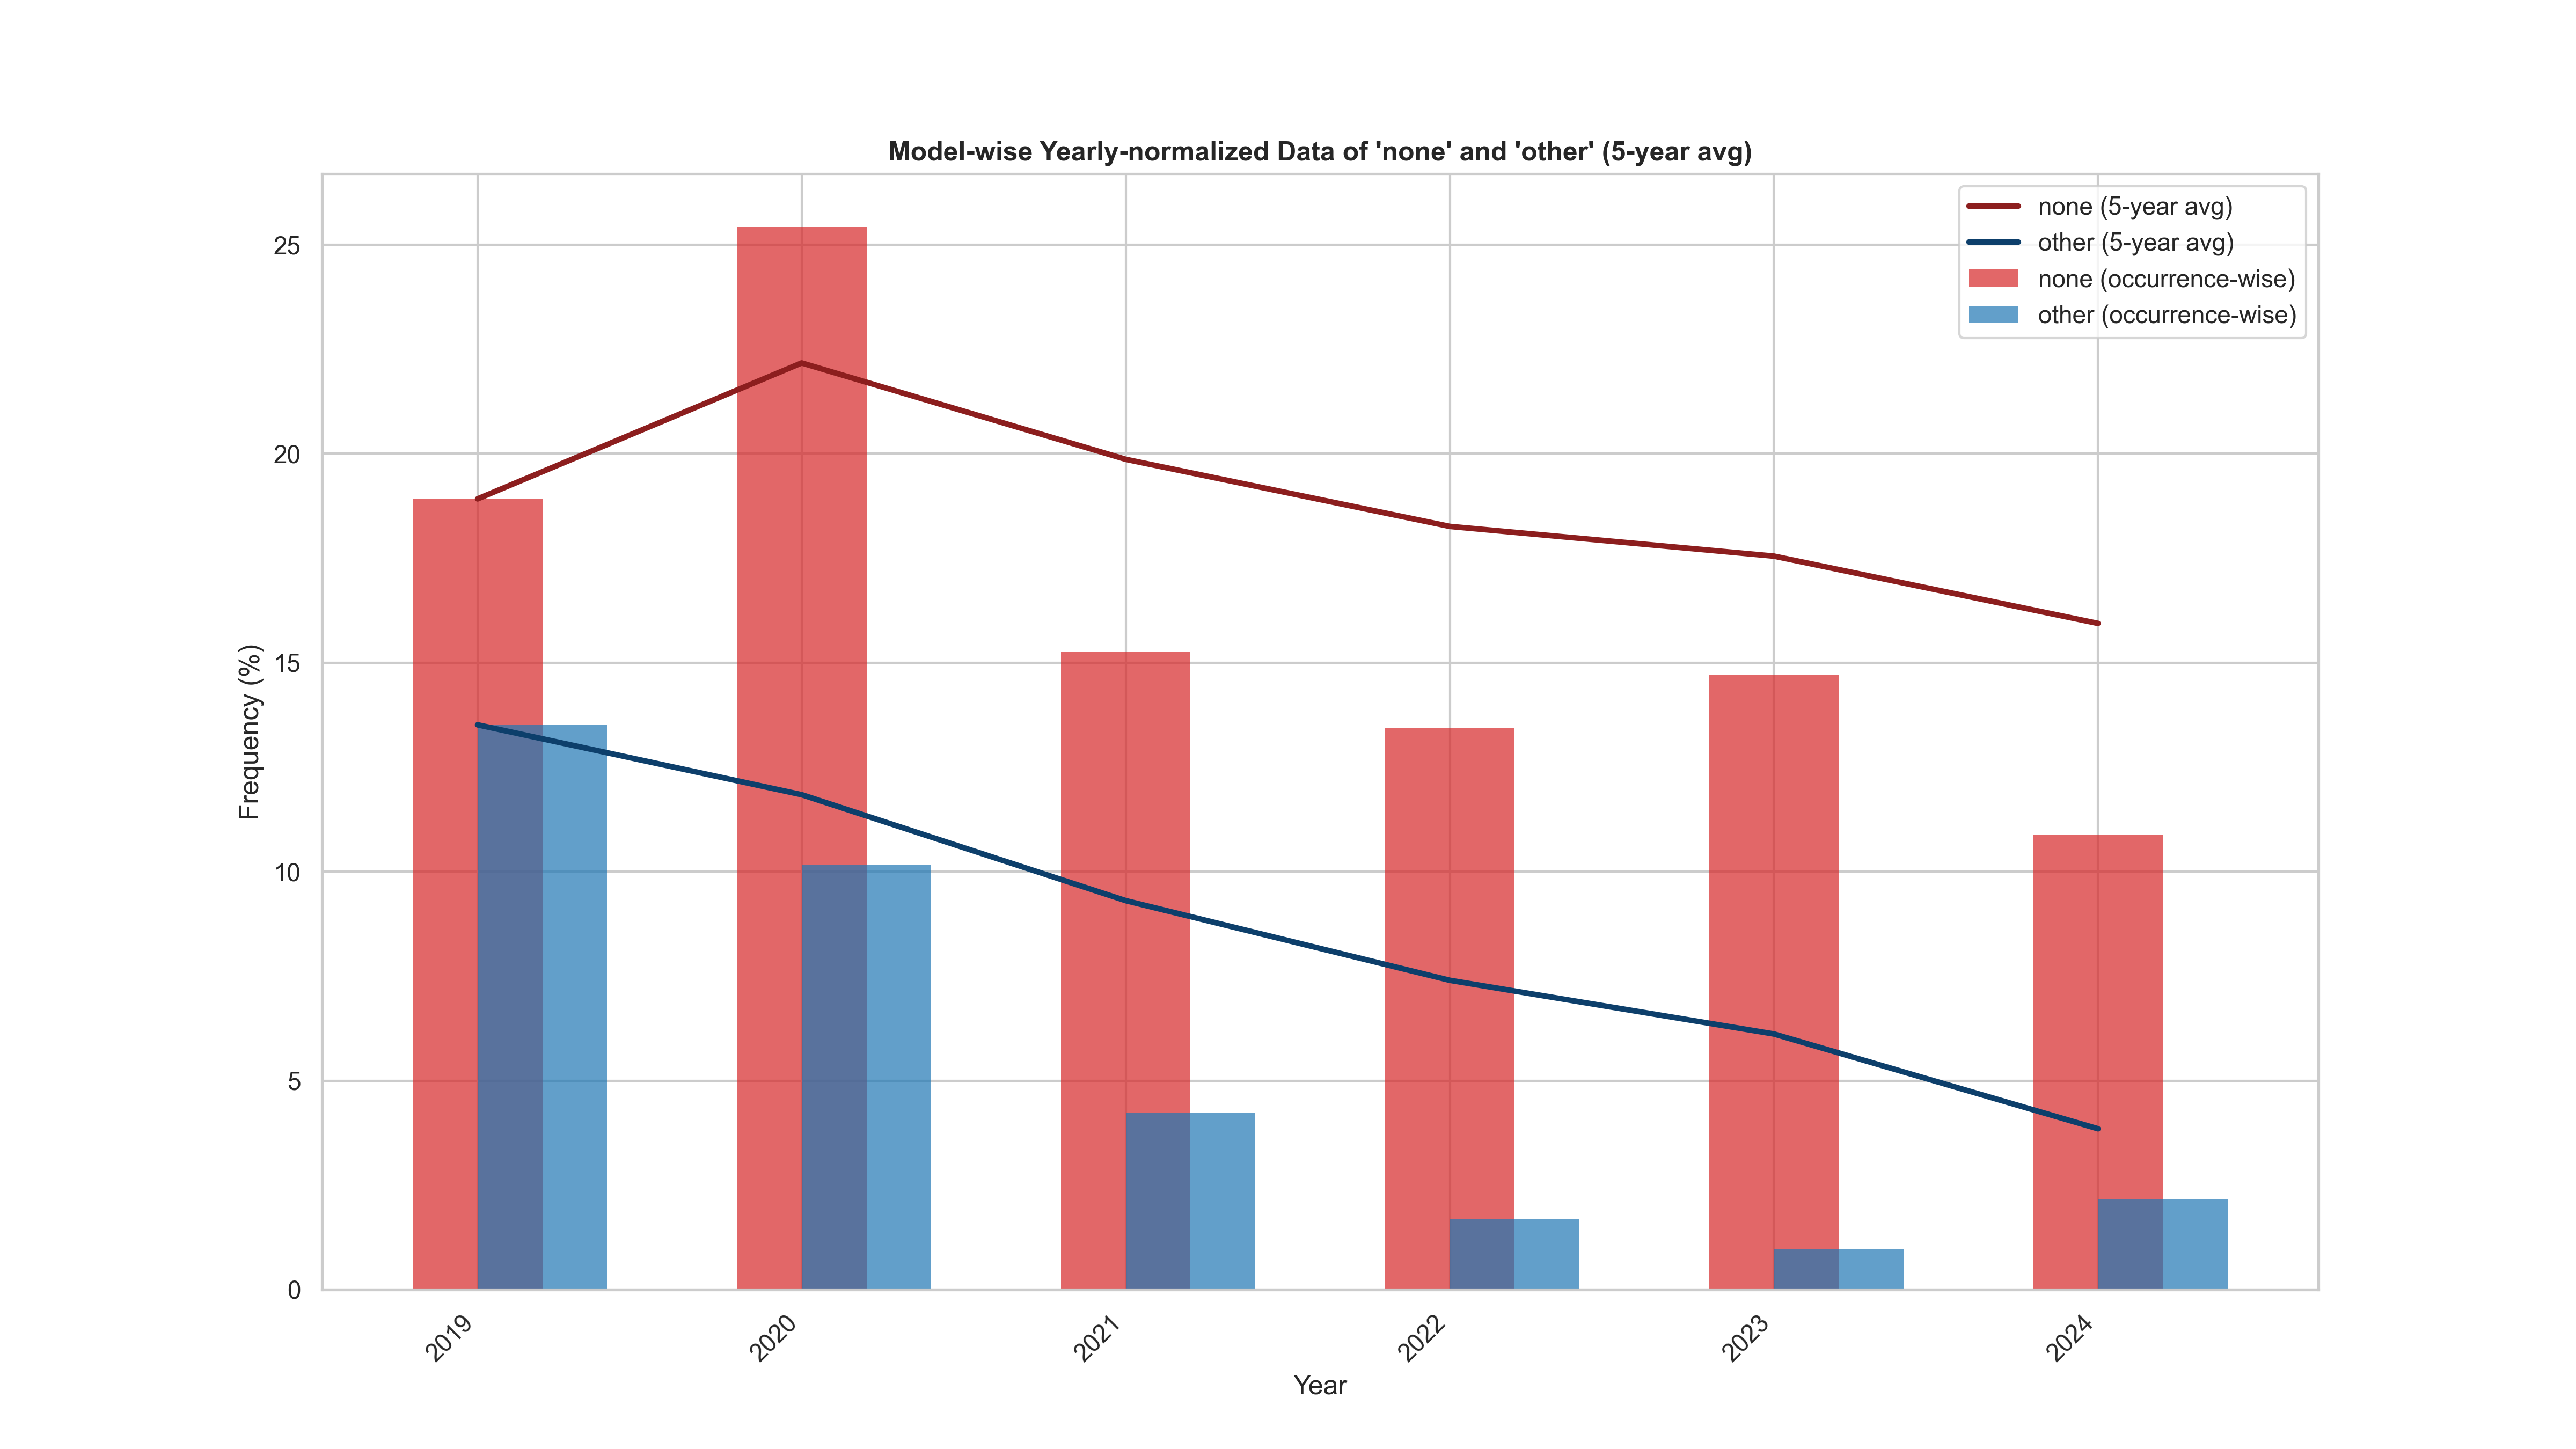 Model-wise Yearly-normalized Data of 'none' and 'other' (5-year avg)
none (5-year avg)
other (5-year avg)
none (occurrence-wise)
other (occurrence-wise)
Frequency (%)
25
20
15
10
5
0
2019
2020
2021
2022
2023
2024
Year